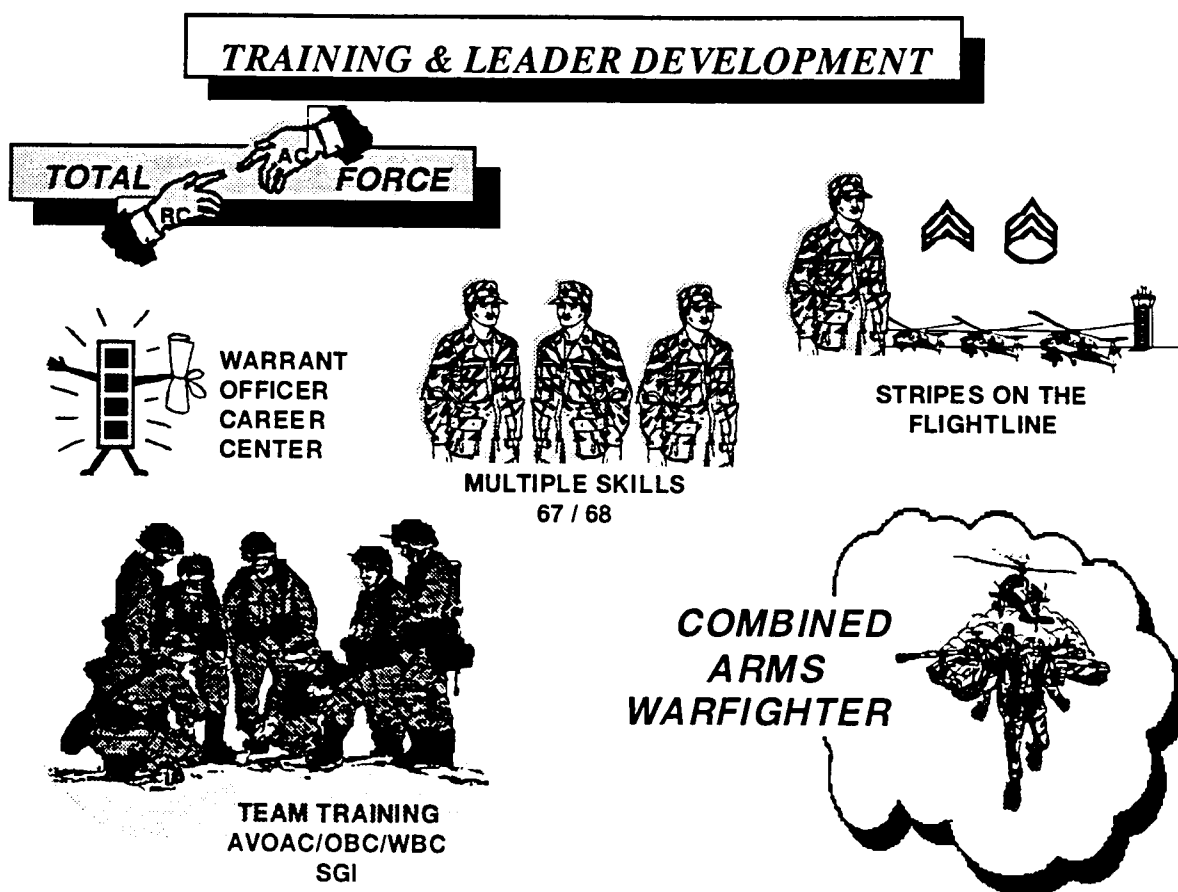 TRAINING & LEADER DEVELOPMENT
TOTAL FORCE
AC
RC
WARRANT
OFFICER
CAREER
CENTER
MULTIPLE SKILLS
67 / 68
STRIPES ON THE
FLIGHTLINE
TEAM TRAINING
AVOAC/OBC/WBC
SGI
COMBINED
ARMS
WARFIGHTER